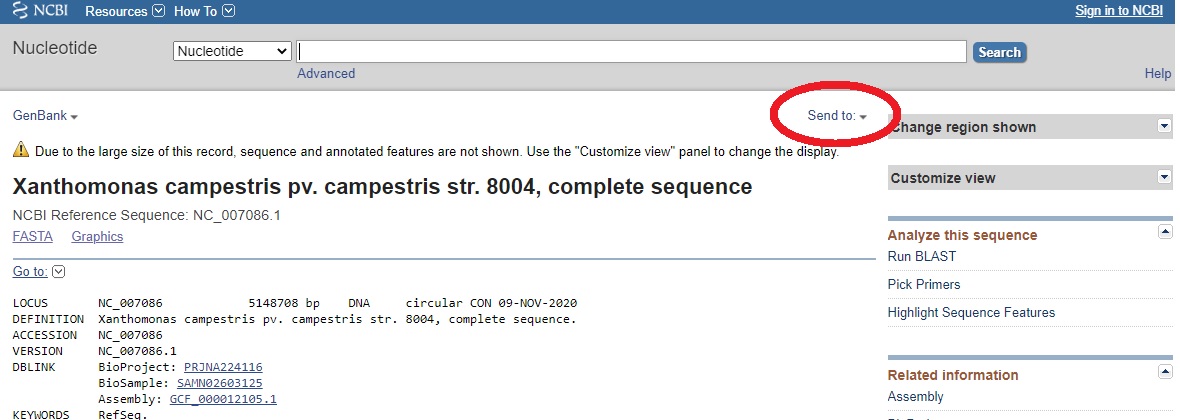 NCBI Resources How To Sign in to NCBI
Nucleotide Nucleotide Search
Advanced Help
GenBank Send to:
Change region shown
Due to the large size of this record, sequence and annotated features are not shown. Use the "Customize view" panel to change the display.
Xanthomonas campestris pv. campestris str. 8004, complete sequence
Customize view
NCBI Reference Sequence: NC_007086.1
FASTA Graphics
Analyze this sequence
Run BLAST
Go to:
Pick Primers
LOCUS NC_007086 5148708 bp DNA circular CON 09-NOV-2020
Highlight Sequence Features
DEFINITION Xanthomonas campestris pv. campestris str. 8004, complete sequence.
ACCESSION NC_007086
VERSION NC_007086.1
DBLINK BioProject: PRJNA224116
Related information
BioSample: SAMN02603125
Assembly: GCF_000012105.1
Assembly
KEYWORDS RefSeq.